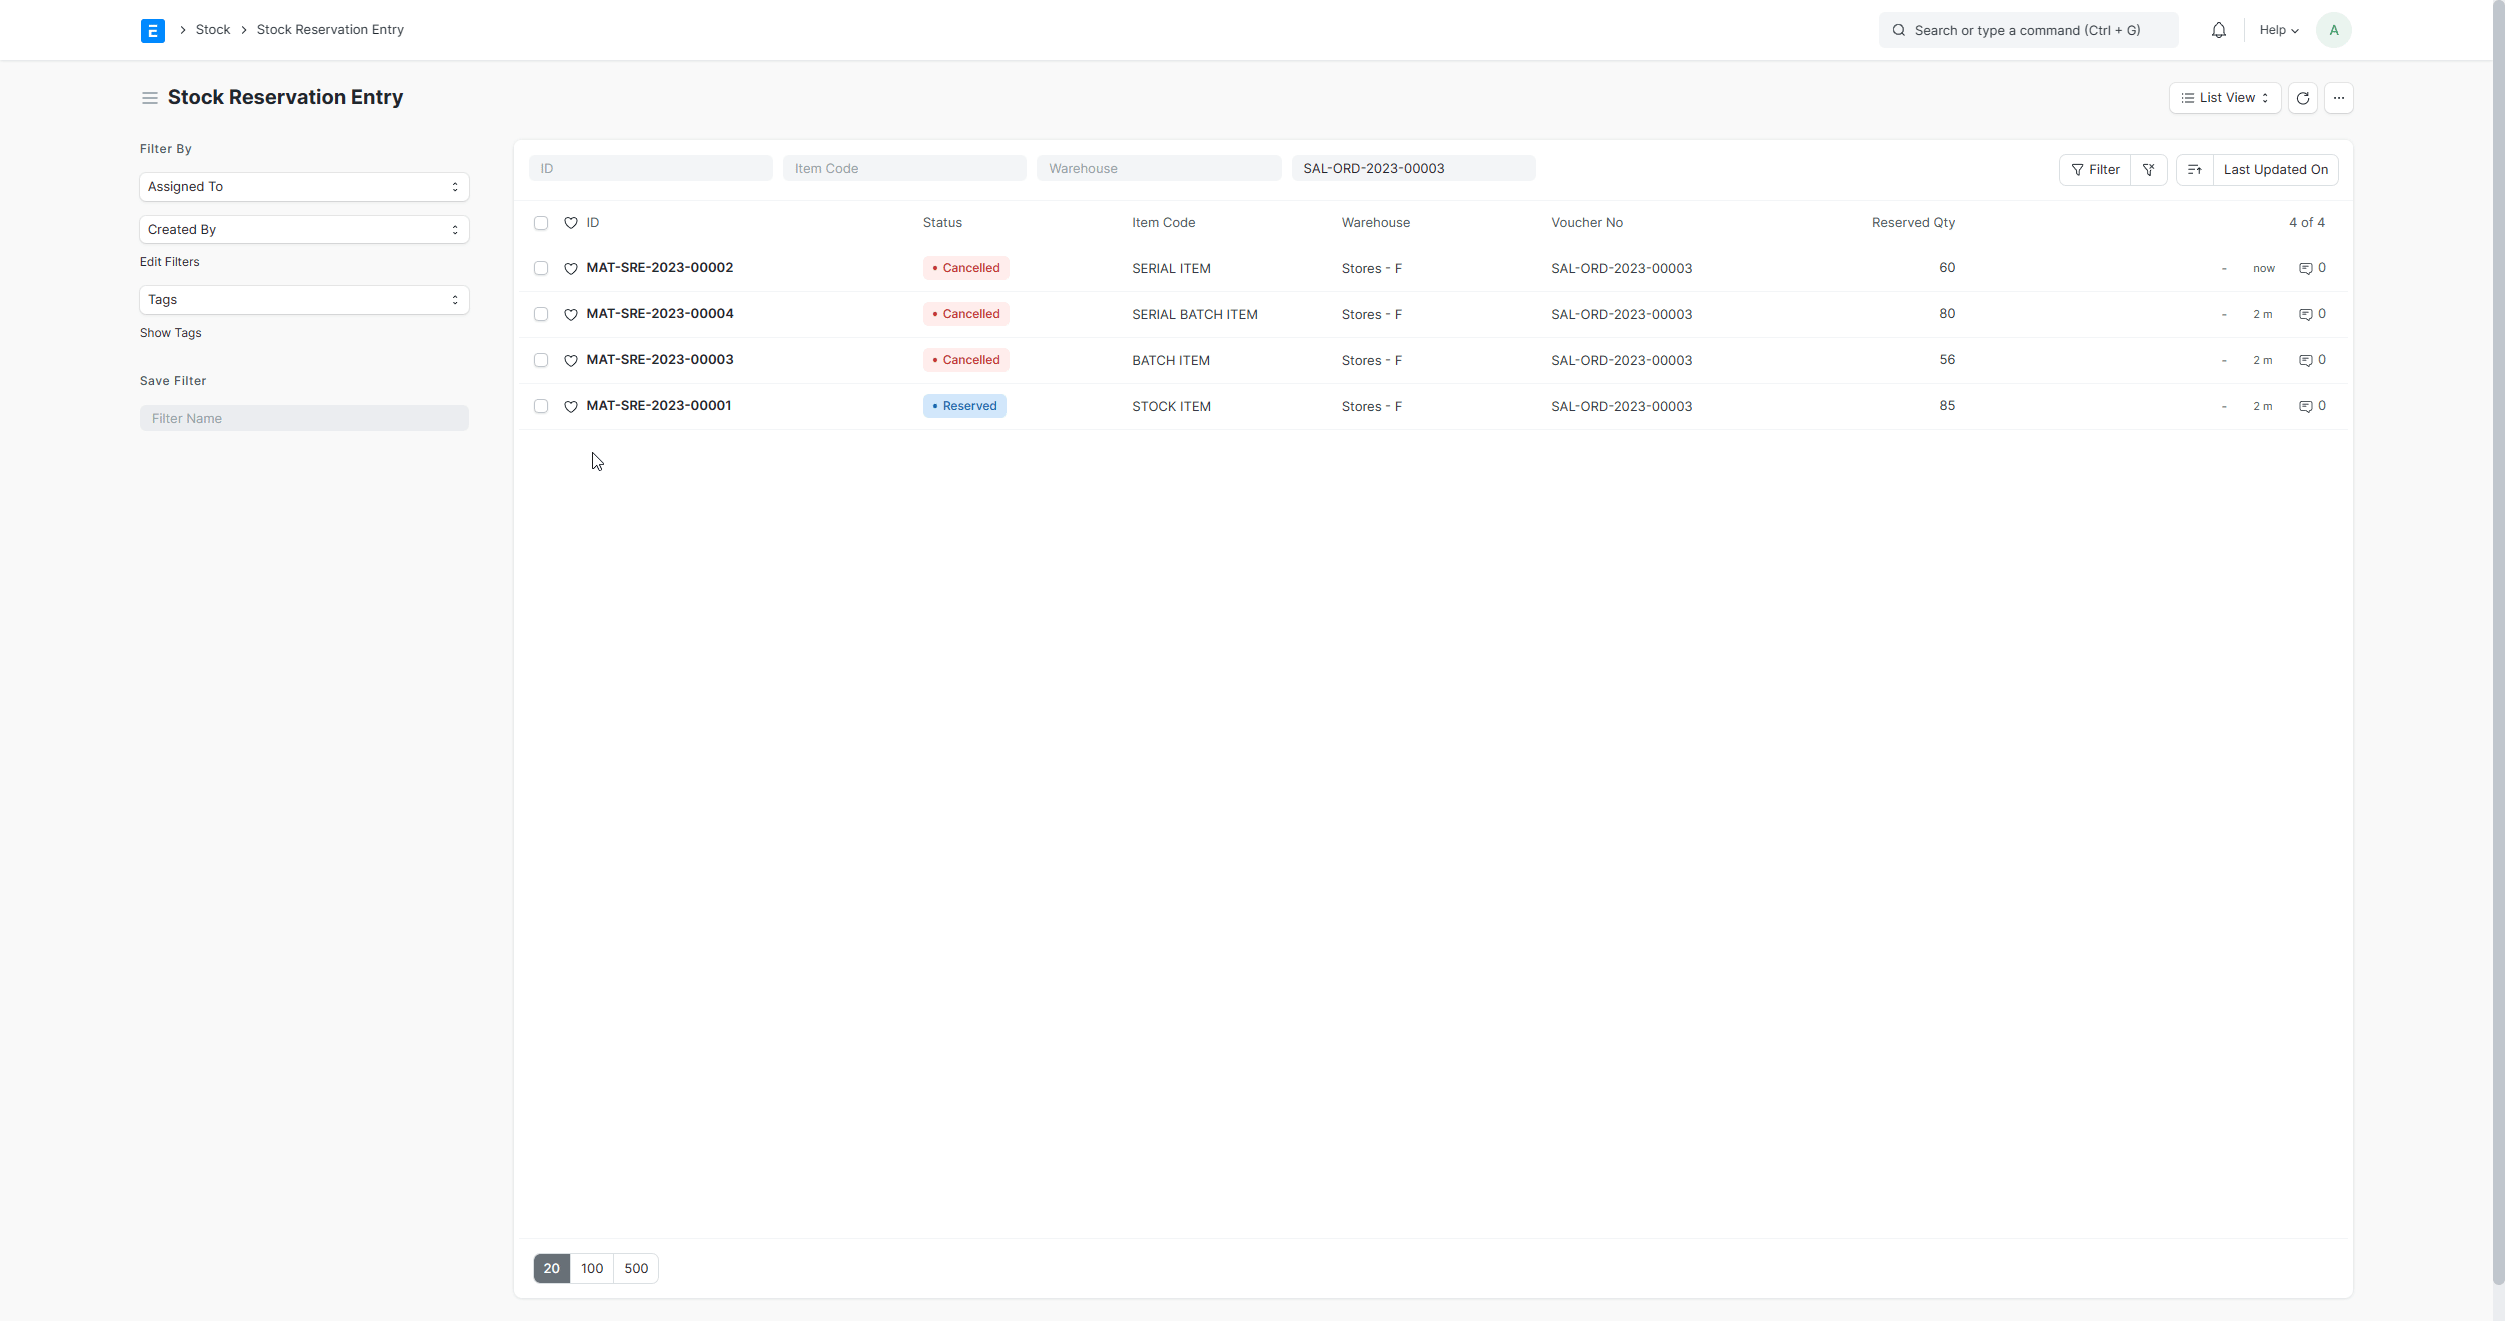 E > Stock > Stock Reservation Entry Search or type a command (Ctrl + G) Help A
Stock Reservation Entry List View ...
Filter By
Assigned To
Created By
Edit Filters
Tags
Show Tags
Save Filter
Filter Name
ID Item Code Warehouse SAL-ORD-2023-00003 Filter Last Updated On
ID Status Item Code Warehouse Voucher No Reserved Qty 4 of 4
MAT-SRE-2023-00002 • Cancelled SERIAL ITEM Stores - F SAL-ORD-2023-00003 60 - now 0
MAT-SRE-2023-00004 • Cancelled SERIAL BATCH ITEM Stores - F SAL-ORD-2023-00003 80 - 2 m 0
MAT-SRE-2023-00003 • Cancelled BATCH ITEM Stores - F SAL-ORD-2023-00003 56 - 2 m 0
MAT-SRE-2023-00001 • Reserved STOCK ITEM Stores - F SAL-ORD-2023-00003 85 - 2 m 0
20 100 500